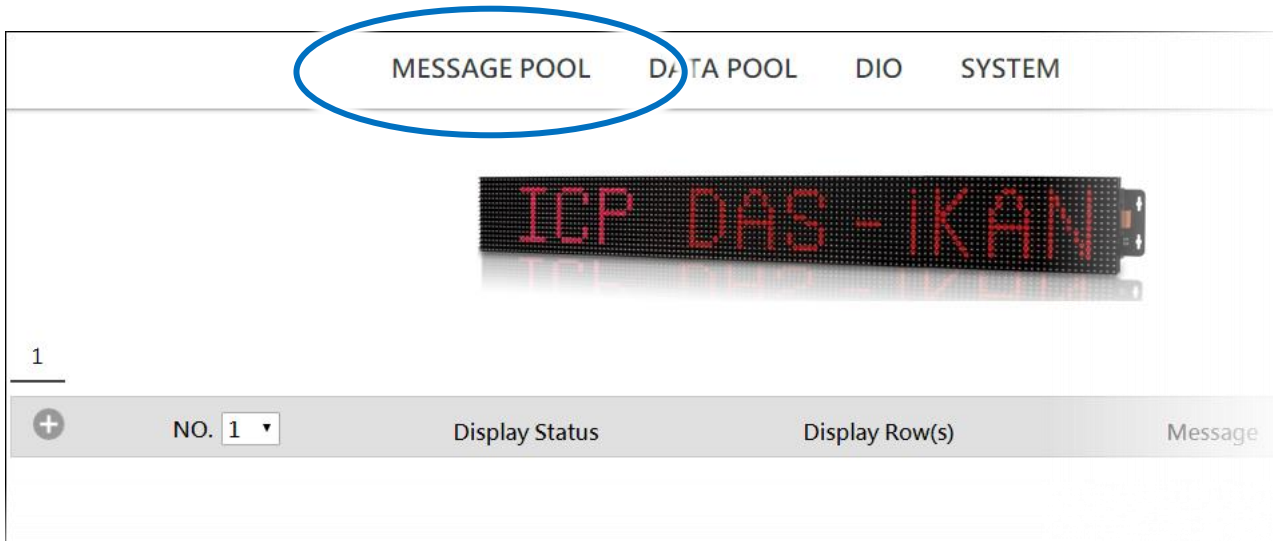 MESSAGE POOL DATA POOL DIO SYSTEM
ICP DAS-iKAN
1
NO. 1 Display Status Display Row(s) Message